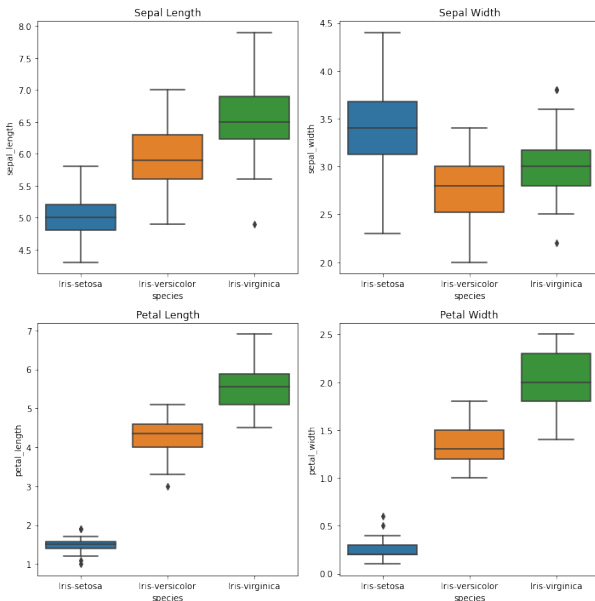 Sepal Length
8.0
7.5
7.0
6.5
6.0
5.5
5.0
4.5
sepal_length
Iris-setosa Iris-versicolor Iris-virginica
species
Sepal Width
4.5
4.0
3.5
3.0
2.5
2.0
sepal_width
Iris-setosa Iris-versicolor Iris-virginica
species
Petal Length
7
6
5
4
3
2
1
petal_length
Iris-setosa Iris-versicolor Iris-virginica
species
Petal Width
2.5
2.0
1.5
1.0
0.5
0.0
petal_width
Iris-setosa Iris-versicolor Iris-virginica
species